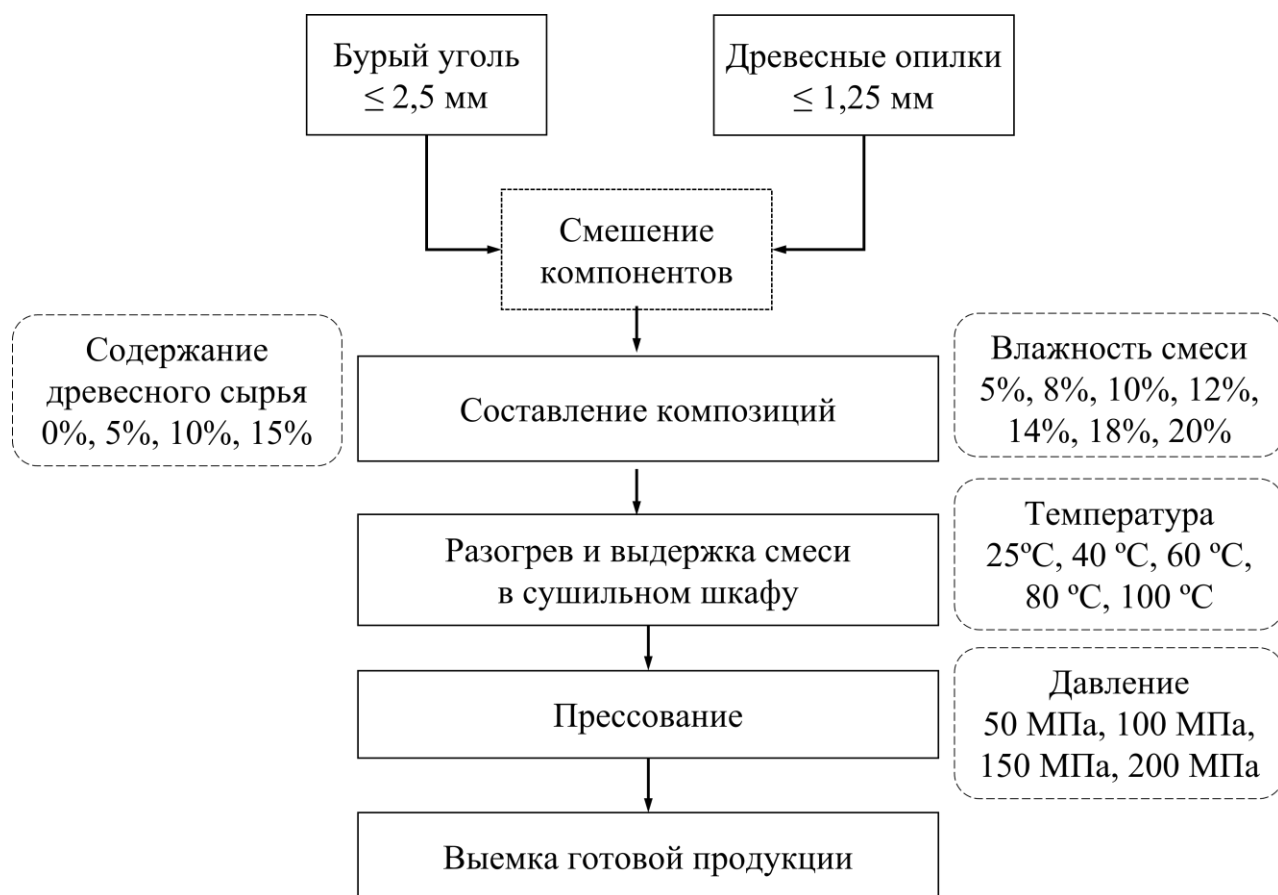 Бурый уголь
≤ 2,5 мм
Древесные опилки
≤ 1,25 мм
Смешение
компонентов
Содержание
древесного сырья
0%, 5%, 10%, 15%
Составление композиций
Влажность смеси
5%, 8%, 10%, 12%,
14%, 18%, 20%
Разогрев и выдержка смеси
в сушильном шкафу
Температура
25ºС, 40 ºС, 60 ºС,
80 ºС, 100 ºС
Прессование
Давление
50 МПа, 100 МПа,
150 МПа, 200 МПа
Выемка готовой продукции